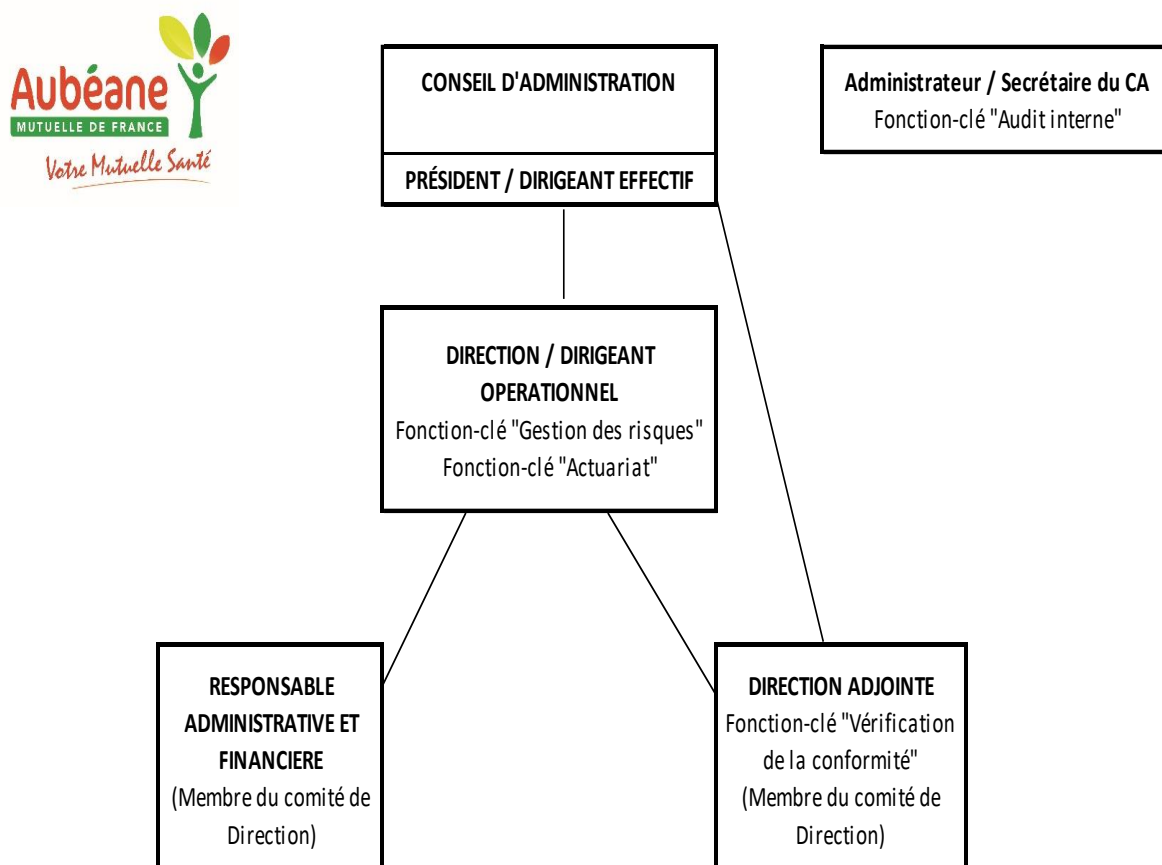 Aubéane
MUTUELLE DE FRANCE
Votre Mutuelle Santé
CONSEIL D'ADMINISTRATION
PRÉSIDENT / DIRIGEANT EFFECTIF
Administrateur / Secrétaire du CA
Fonction-clé "Audit interne"
DIRECTION / DIRIGEANT
OPERATIONNEL
Fonction-clé "Gestion des risques"
Fonction-clé "Actuariat"
RESPONSABLE
ADMINISTRATIVE ET
FINANCIERE
(Membre du comité de
Direction)
DIRECTION ADJOINTE
Fonction-clé "Vérification
de la conformité"
(Membre du comité de
Direction)